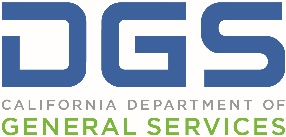 DGS
CALIFORNIA DEPARTMENT OF
GENERAL SERVICES